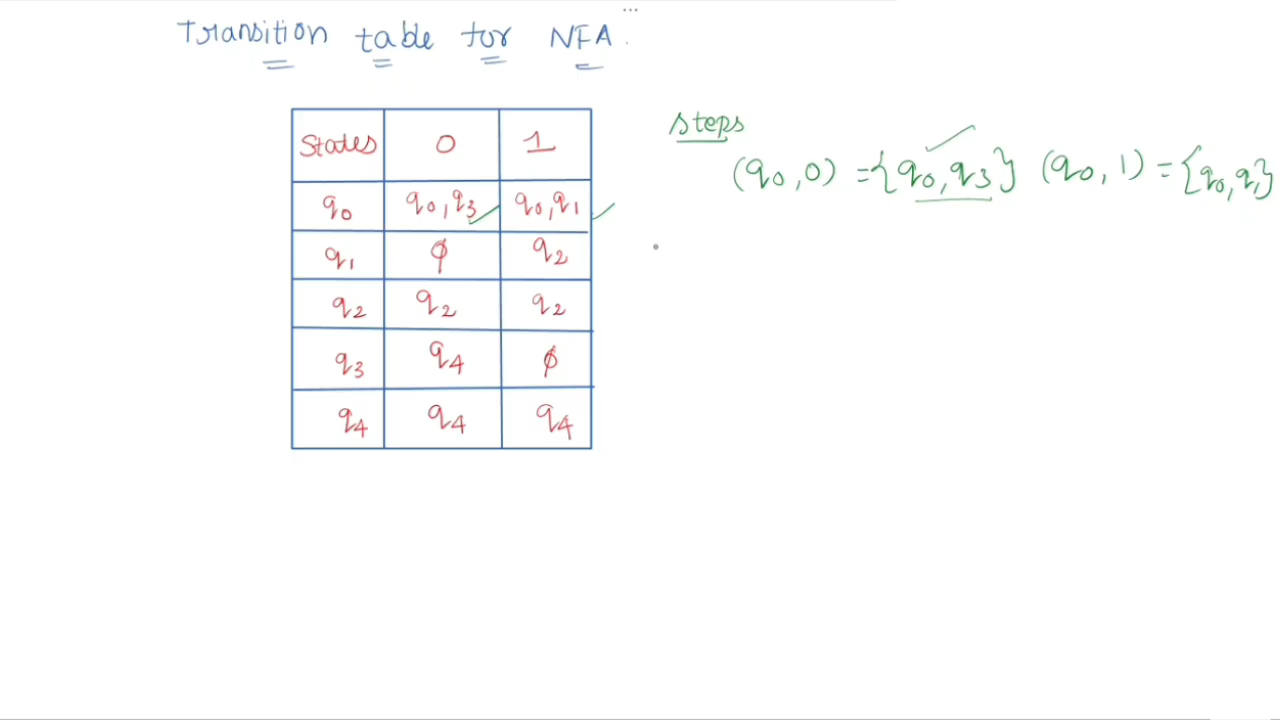 Transition table for NFA.
States 0 1
q0 q0,q3 q0,q1
q1 ϕ q2
q2 q2 q2
q3 q4 ϕ
q4 q4 q4
steps
(q0,0) = {q0,q3} (q0,1) = {q0,q1}